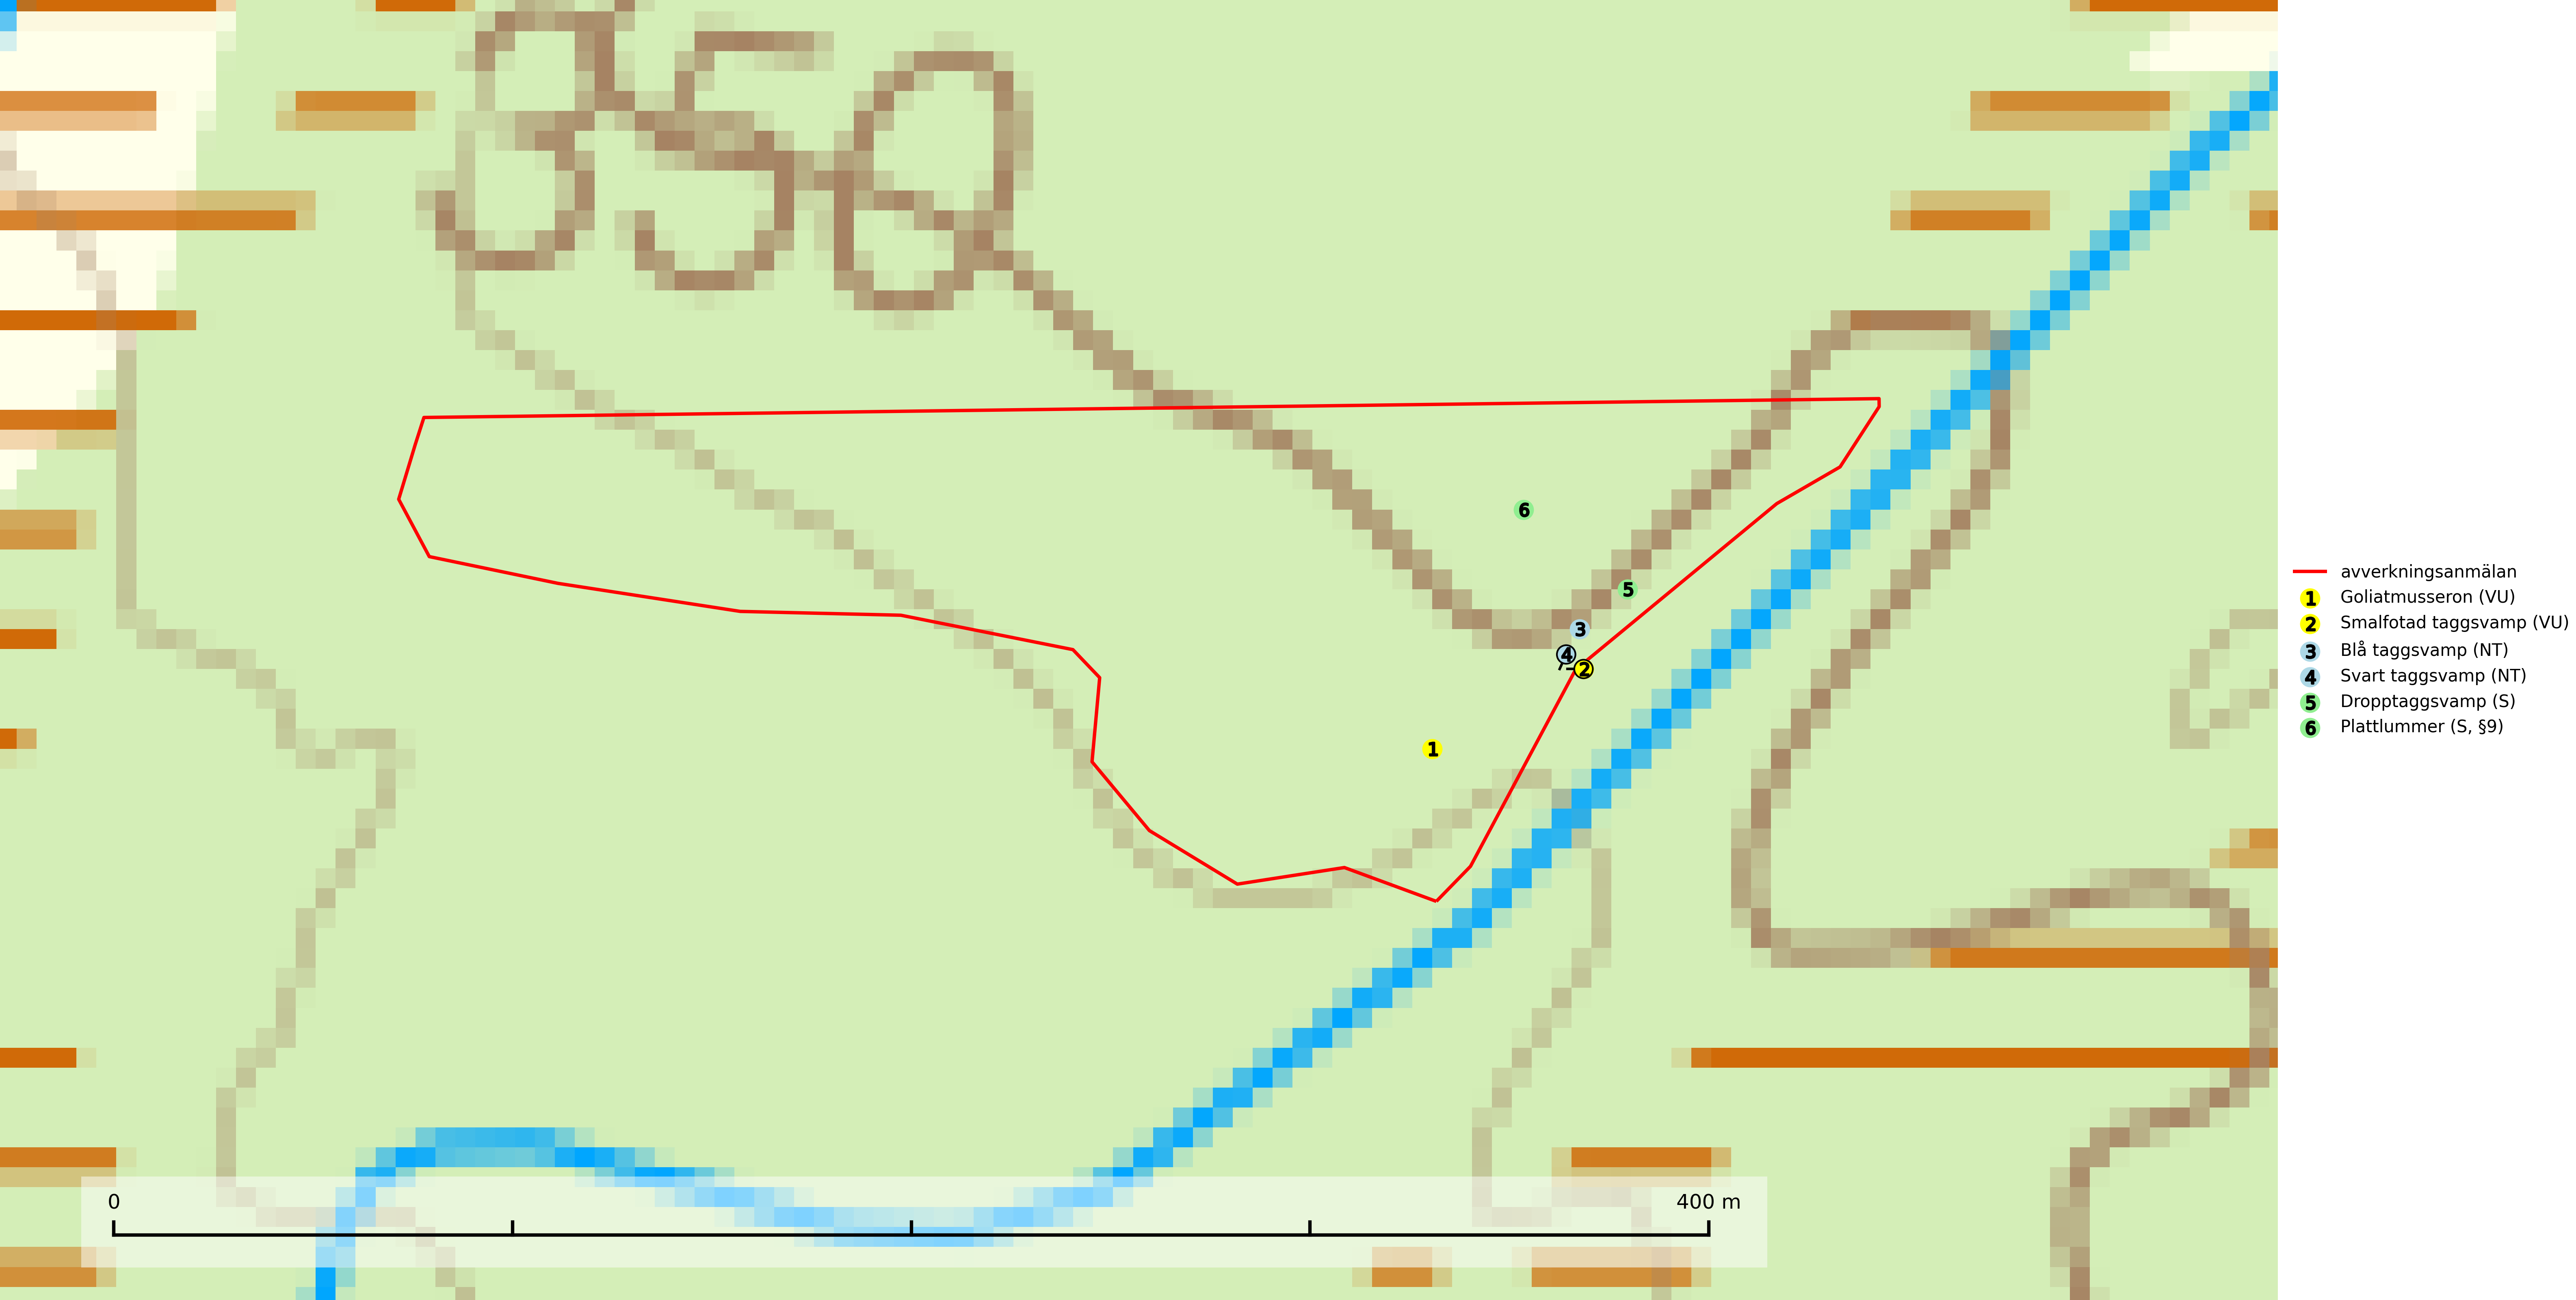 350
6
5
3
4
2
1
avverkningsanmälan
1 Goliatmusseron (VU)
2 Smalfotad taggsvamp (VU)
3 Blå taggsvamp (NT)
4 Svart taggsvamp (NT)
5 Dropptaggsvamp (S)
6 Plattlummer (S, §9)
0 400 m